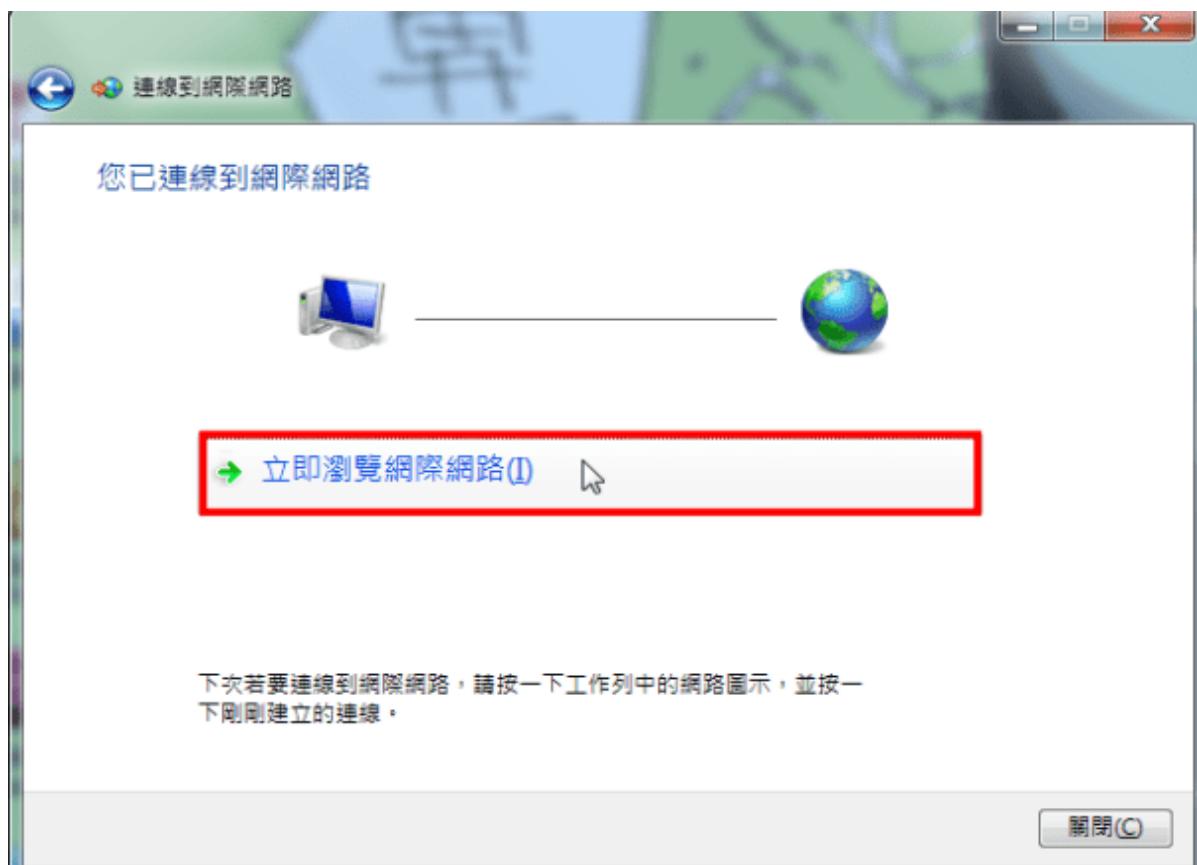 連線到網際網路
您已連線到網際網路
立即瀏覽網際網路(I)
下次若要連線到網際網路，請按一下工作列中的網路圖示，並按一
下剛剛建立的連線。
關閉(C)